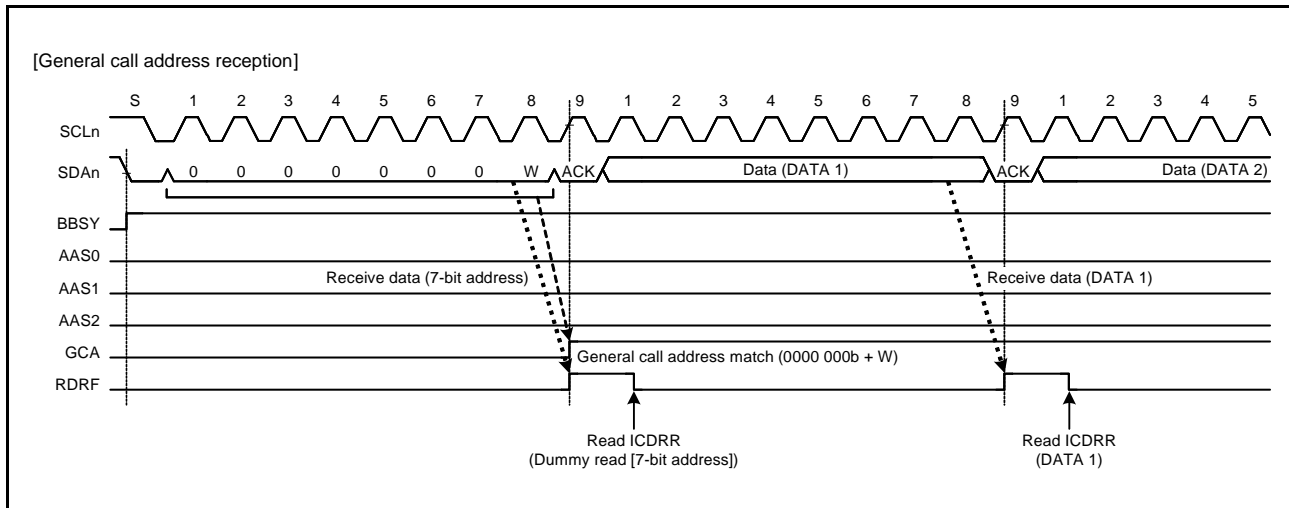 [General call address reception]
S 1 2 3 4 5 6 7 8 9 1 2 3 4 5 6 7 8 9 1 2 3 4 5
SCLn
SDAn 0 0 0 0 0 0 0 W ACK Data (DATA 1) ACK Data (DATA 2)
BBSY
AAS0
Receive data (7-bit address) Receive data (DATA 1)
AAS1
AAS2
GCA
General call address match (0000 000b + W)
RDRF
Read ICDRR Read ICDRR
(Dummy read [7-bit address]) (DATA 1)